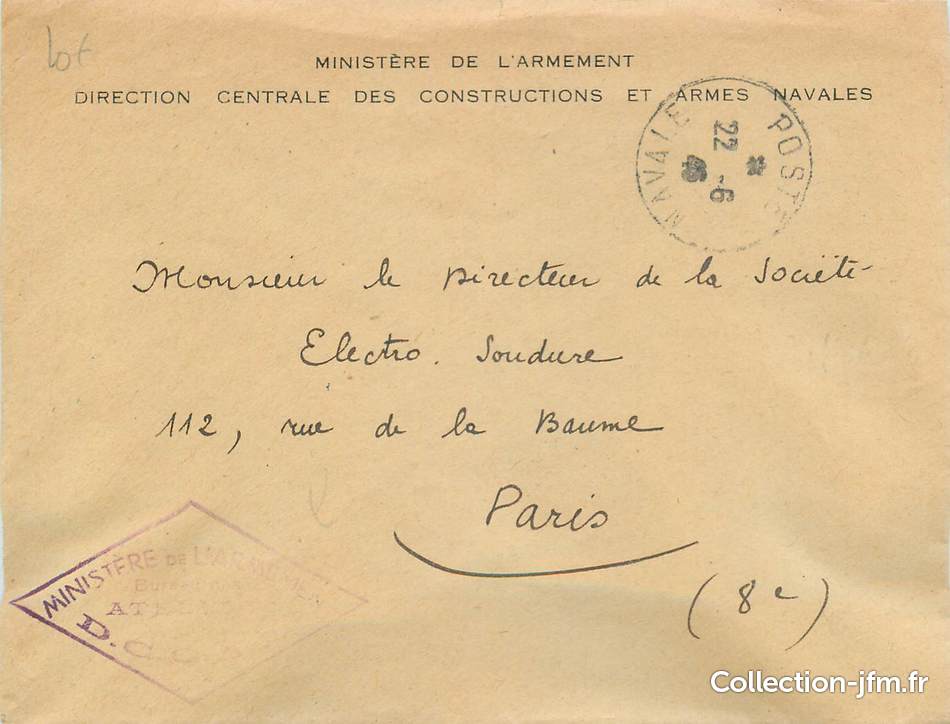 lot
MINISTÈRE DE L'ARMEMENT
DIRECTION CENTRALE DES CONSTRUCTIONS ET ARMES NAVALES
POSTE NAVALE
22 -6
46
Monsieur le Directeur de la Société
Electro. Soudure
112, rue de la Baume
Paris
(8e)
MINISTÈRE DE L'ARMEMENT
D.C.
Collection-jfm.fr